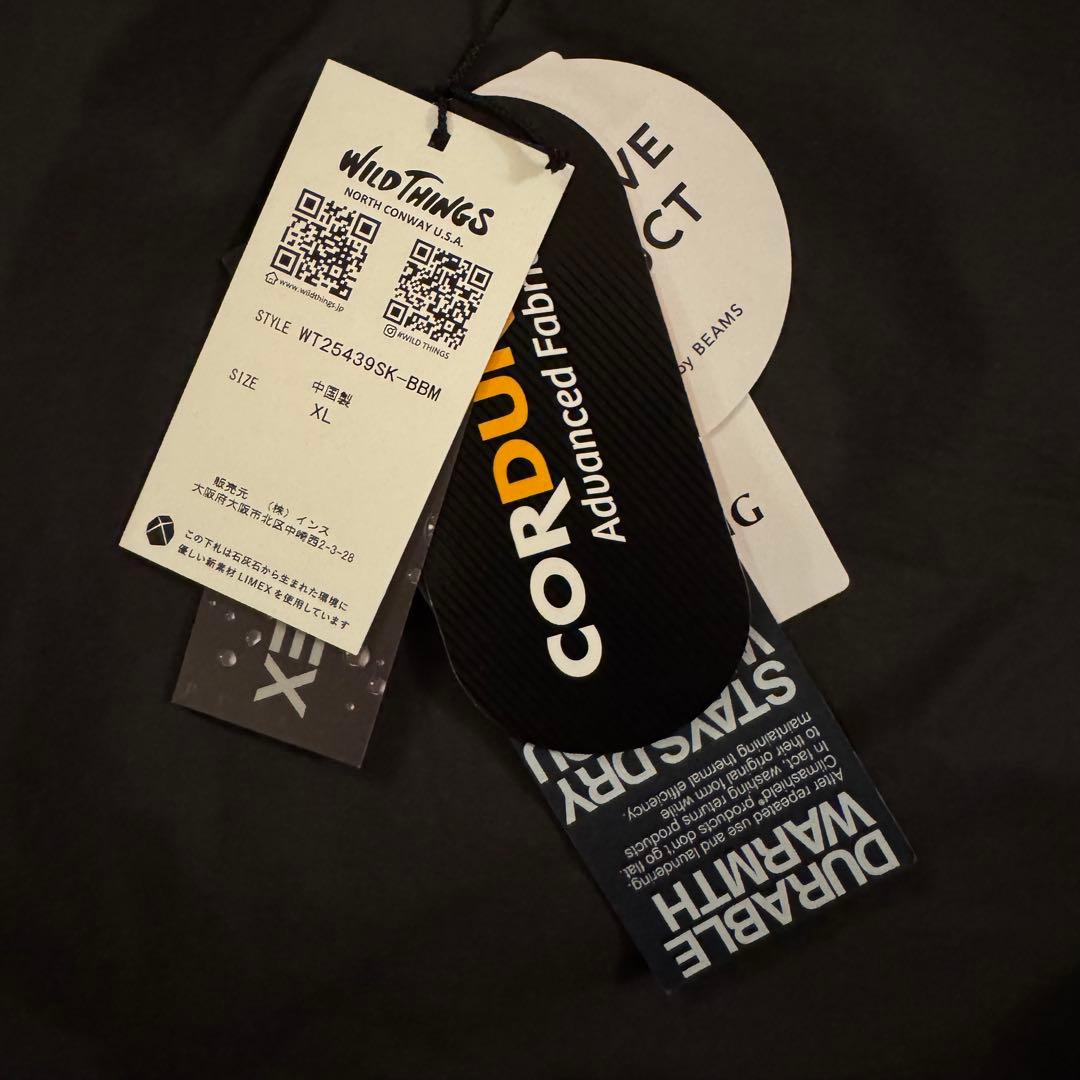 WILD THINGS
NORTH CONWAY U.S.A.
www.wildthings.jp
#WILD THINGS
STYLE WT25439SK-BBM
中国製
SIZE XL
販売元 (株) インス
大阪府大阪市北区中崎西2-3-28
この下札は石灰石から生まれた環境に
優しい新素材 LIMEX を使用しています
EX
CORDU
Advanced Fabri
VE
CT
by BEAMS
G
DURABLE
WARMTH
After repeated use and laundering,
Climashield® products don't go flat.
In fact, washing returns products
to their original form while
maintaining thermal efficiency.
STAYS DRY